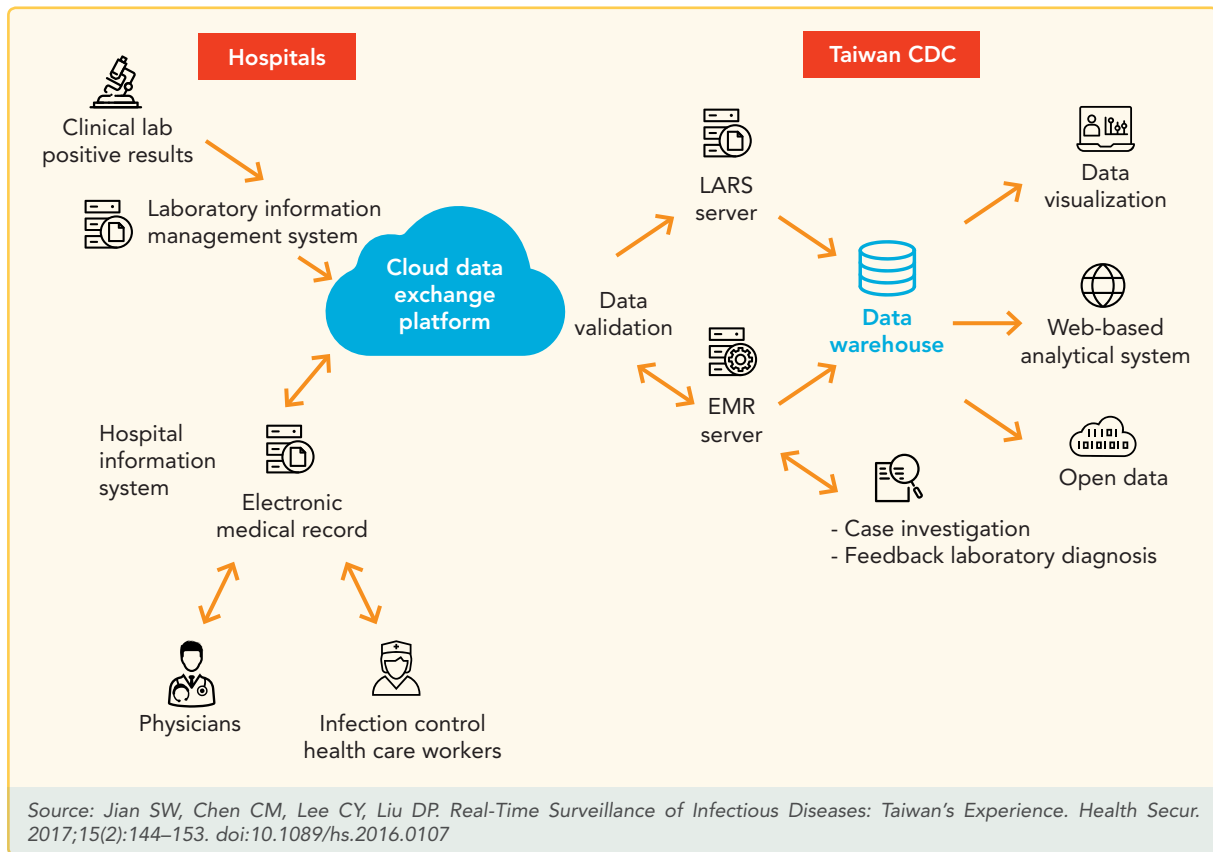 Hospitals
Taiwan CDC
Clinical lab
positive results
Laboratory information
management system
Cloud data
exchange
platform
Hospital
information
system
Electronic
medical record
Physicians
Infection control
health care workers
Data
validation
LARS
server
EMR
server
Data
warehouse
- Case investigation
- Feedback laboratory diagnosis
Data
visualization
Web-based
analytical system
11101
1010101
Open data
Source: Jian SW, Chen CM, Lee CY, Liu DP. Real-Time Surveillance of Infectious Diseases: Taiwan’s Experience. Health Secur.
2017;15(2):144–153. doi:10.1089/hs.2016.0107